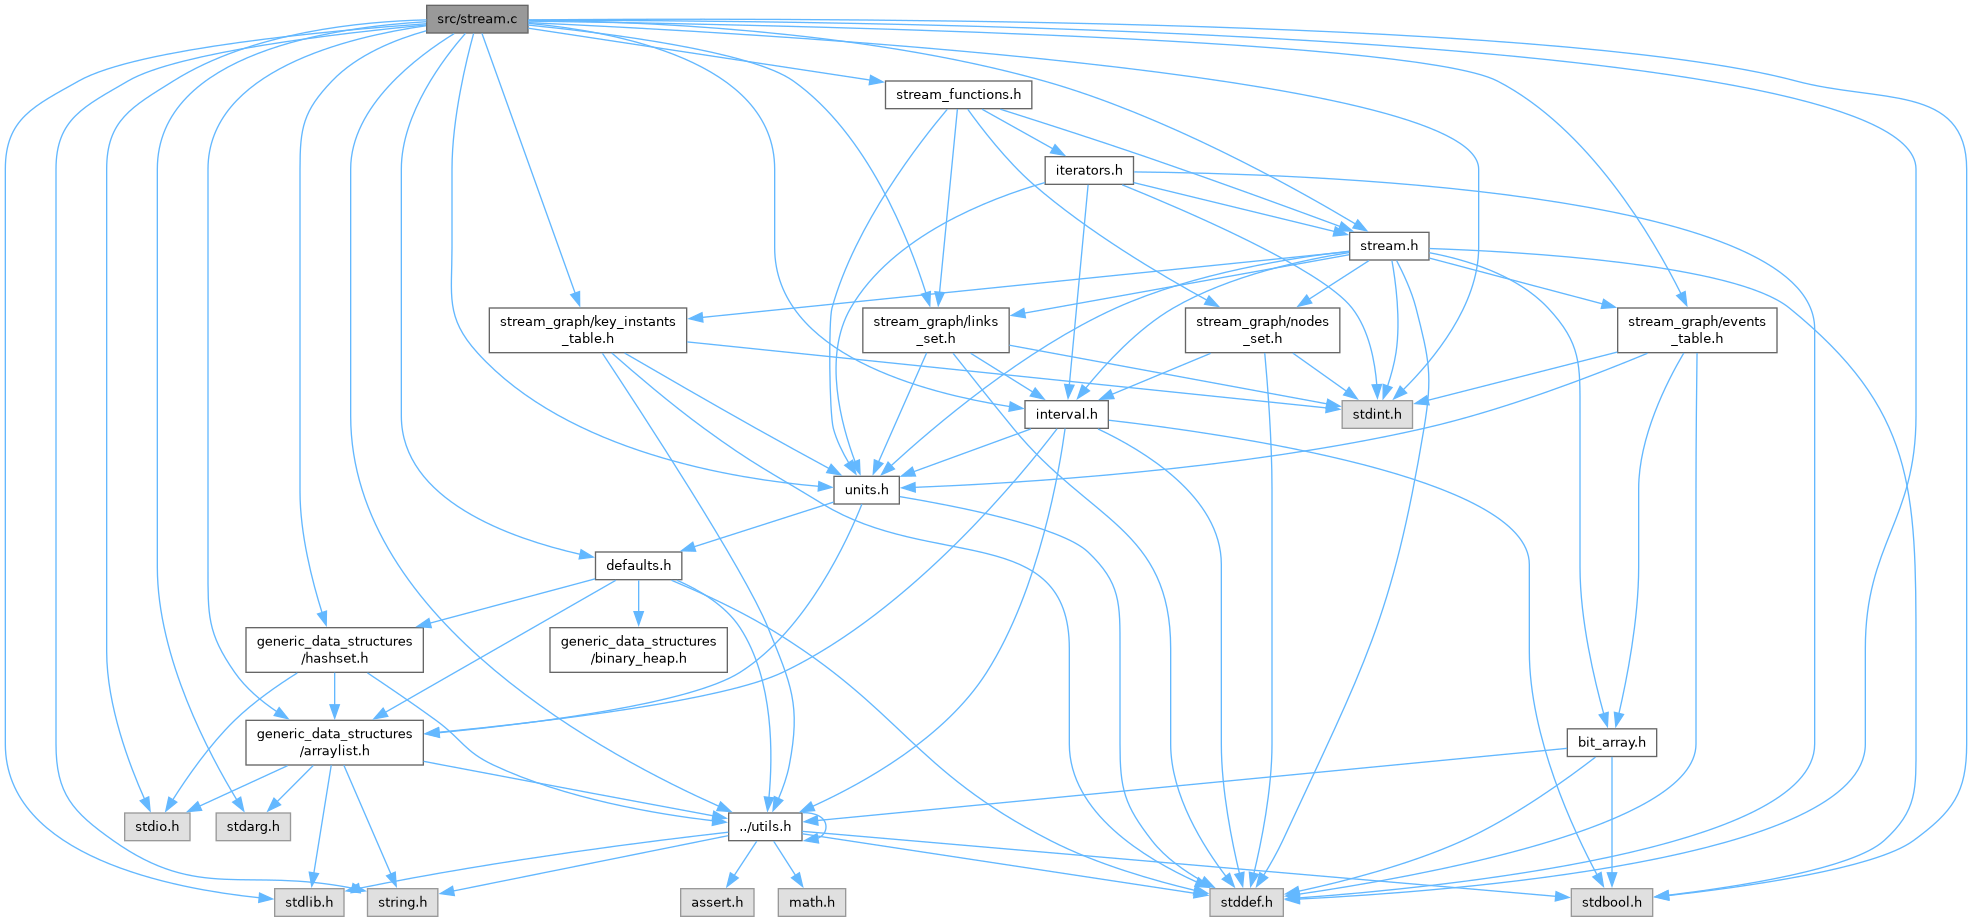 src/stream.c
stream_functions.h
iterators.h
stream.h
stream_graph/key_instants
_table.h
stream_graph/links
_set.h
stream_graph/nodes
_set.h
stream_graph/events
_table.h
interval.h
stdint.h
units.h
defaults.h
generic_data_structures
/hashset.h
generic_data_structures
/binary_heap.h
generic_data_structures
/arraylist.h
bit_array.h
stdio.h
stdarg.h
../utils.h
stdlib.h
string.h
assert.h
math.h
stddef.h
stdbool.h